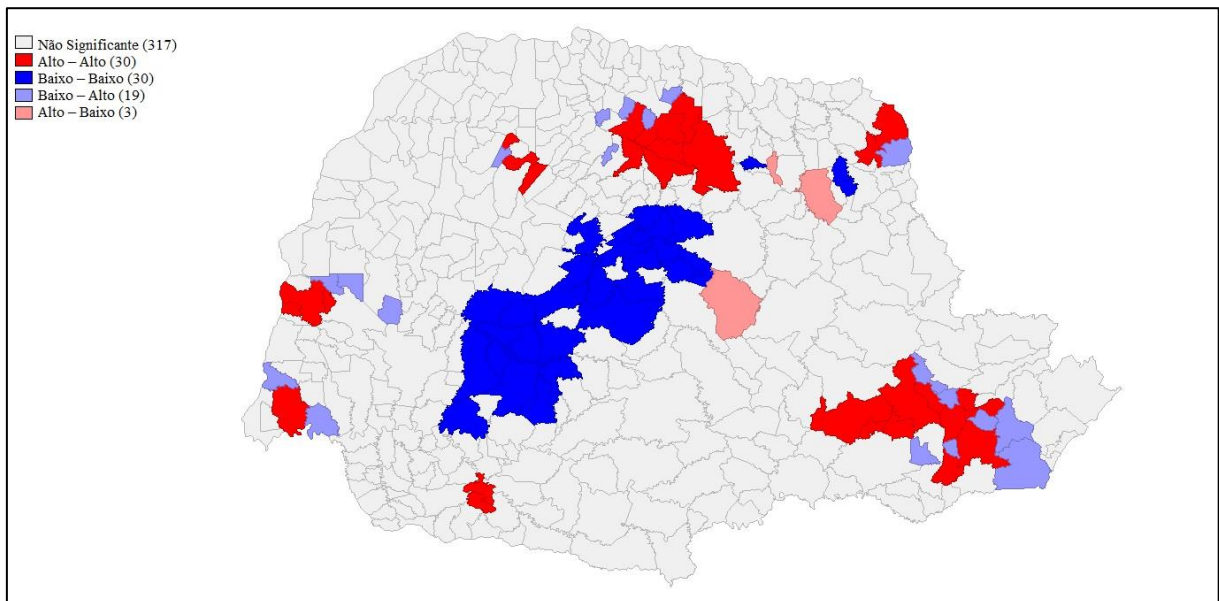 Não Significante (317)
Alto – Alto (30)
Baixo – Baixo (30)
Baixo – Alto (19)
Alto – Baixo (3)